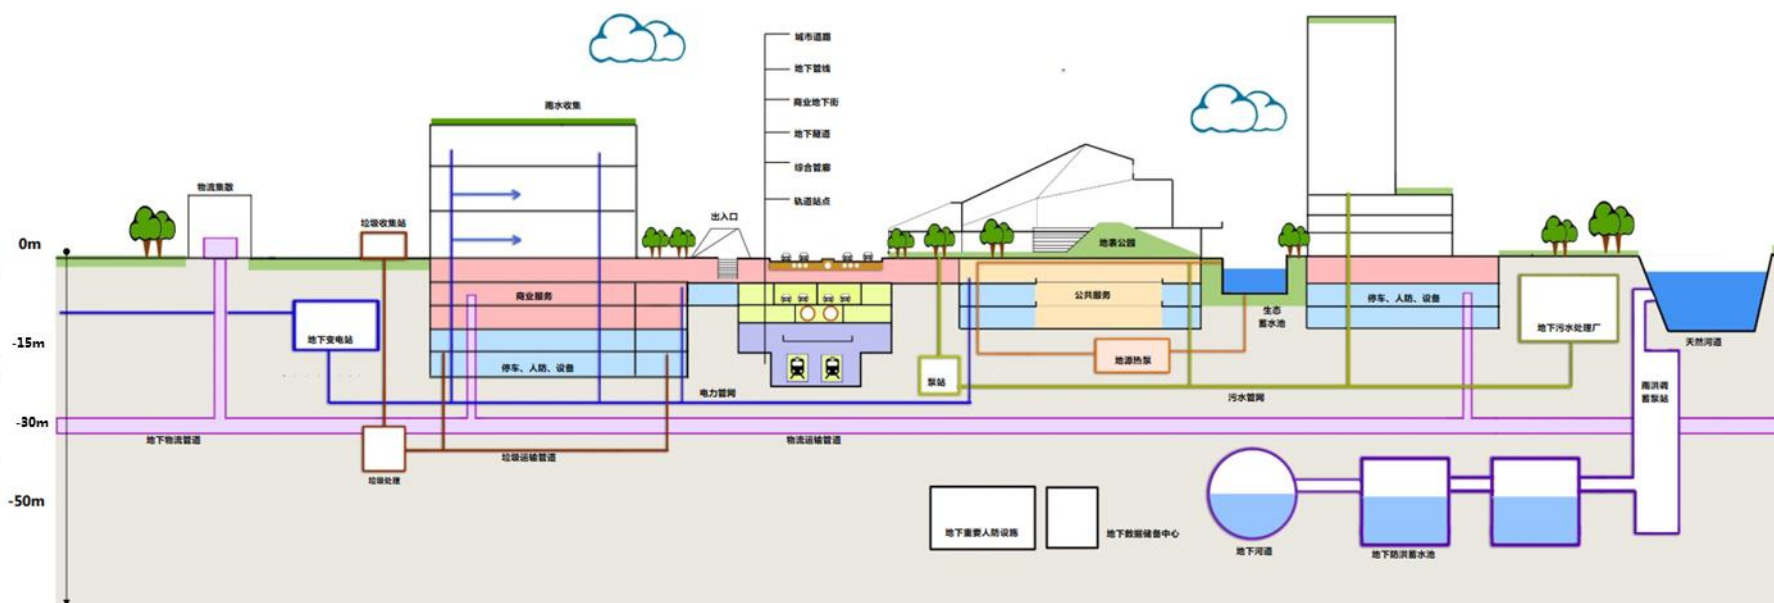 城市道路
地下管线
雨水收集
商业地下街
地下隧道
综合管廊
物流集散
轨道站点
垃圾收集站
出入口
0m
地表公园
商业服务
公共服务
停车、人防、设备
生态
蓄水池
地下污水处理厂
-15m
地下变电站
天然河道
地源热泵
停车、人防、设备
泵站
电力管网
污水管网
雨洪调
蓄泵站
-30m
地下物流管道
物流运输管道
垃圾运输管道
垃圾处理
-50m
地下重要人防设施
地下数据储备中心
地下河道
地下防洪蓄水池